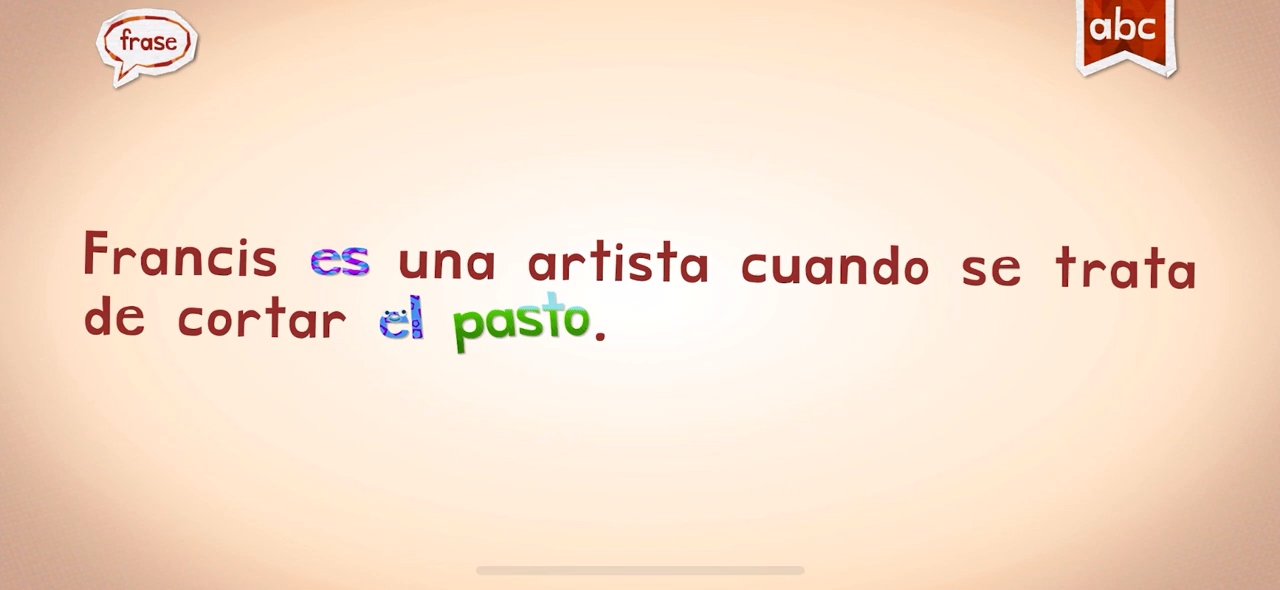 frase
abc
Francis es una artista cuando se trata
de cortar el pasto.